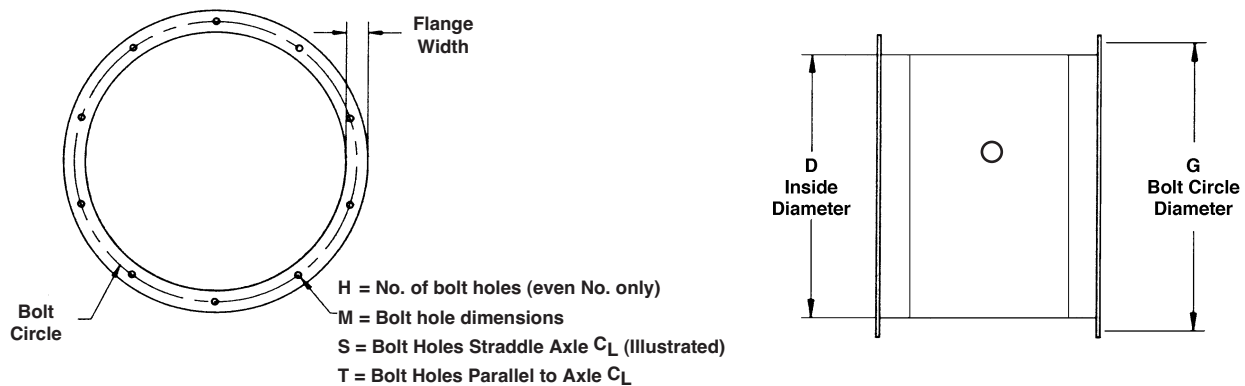 Flange
Width
Bolt
Circle
H = No. of bolt holes (even No. only)
M = Bolt hole dimensions
S = Bolt Holes Straddle Axle CL (Illustrated)
T = Bolt Holes Parallel to Axle CL
D
Inside
Diameter
G
Bolt Circle
Diameter